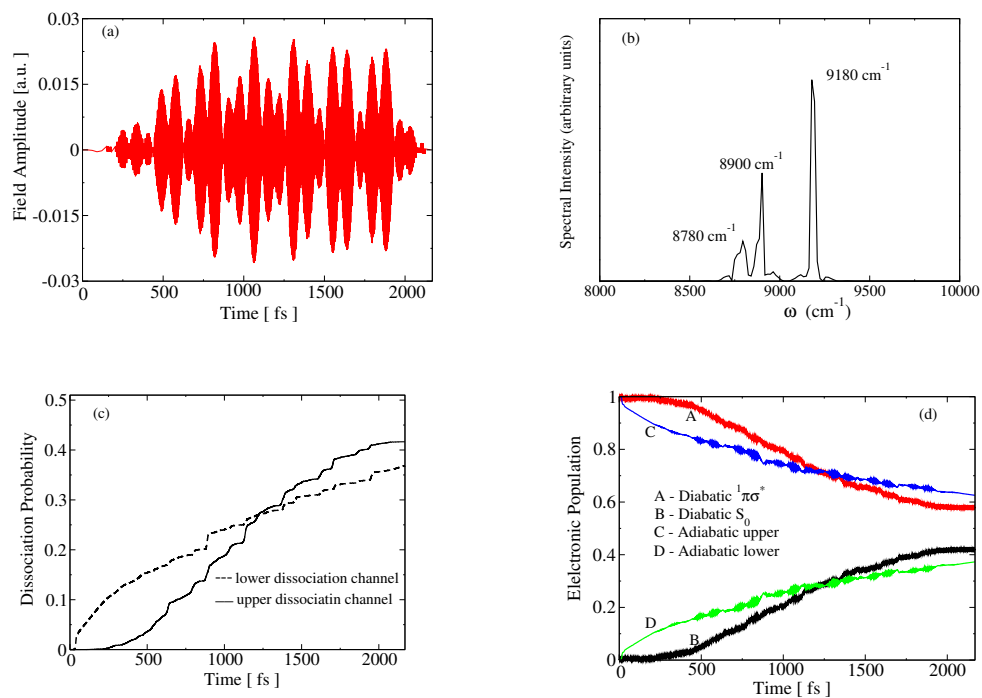 (a)
Field Amplitude [a.u.]
0.03
0.015
0
-0.015
-0.03
0 500 1000 1500 2000
Time [ fs ]
(b)
Spectral Intensity (arbitrary units)
8780 cm⁻¹
8900 cm⁻¹
9180 cm⁻¹
8000 8500 9000 9500 10000
ω (cm⁻¹)
(c)
Dissociation Probability
0.5
0.4
0.3
0.2
0.1
0
lower dissociation channel
upper dissociatin channel
0 500 1000 1500 2000
Time [ fs ]
(d)
Elelctronic Population
1
0.8
0.6
0.4
0.2
0
A
C
A - Diabatic ¹πσ*
B - Diabatic S₀
C - Adiabatic upper
D - Adiabatic lower
D
B
0 500 1000 1500 2000
Time [ fs ]